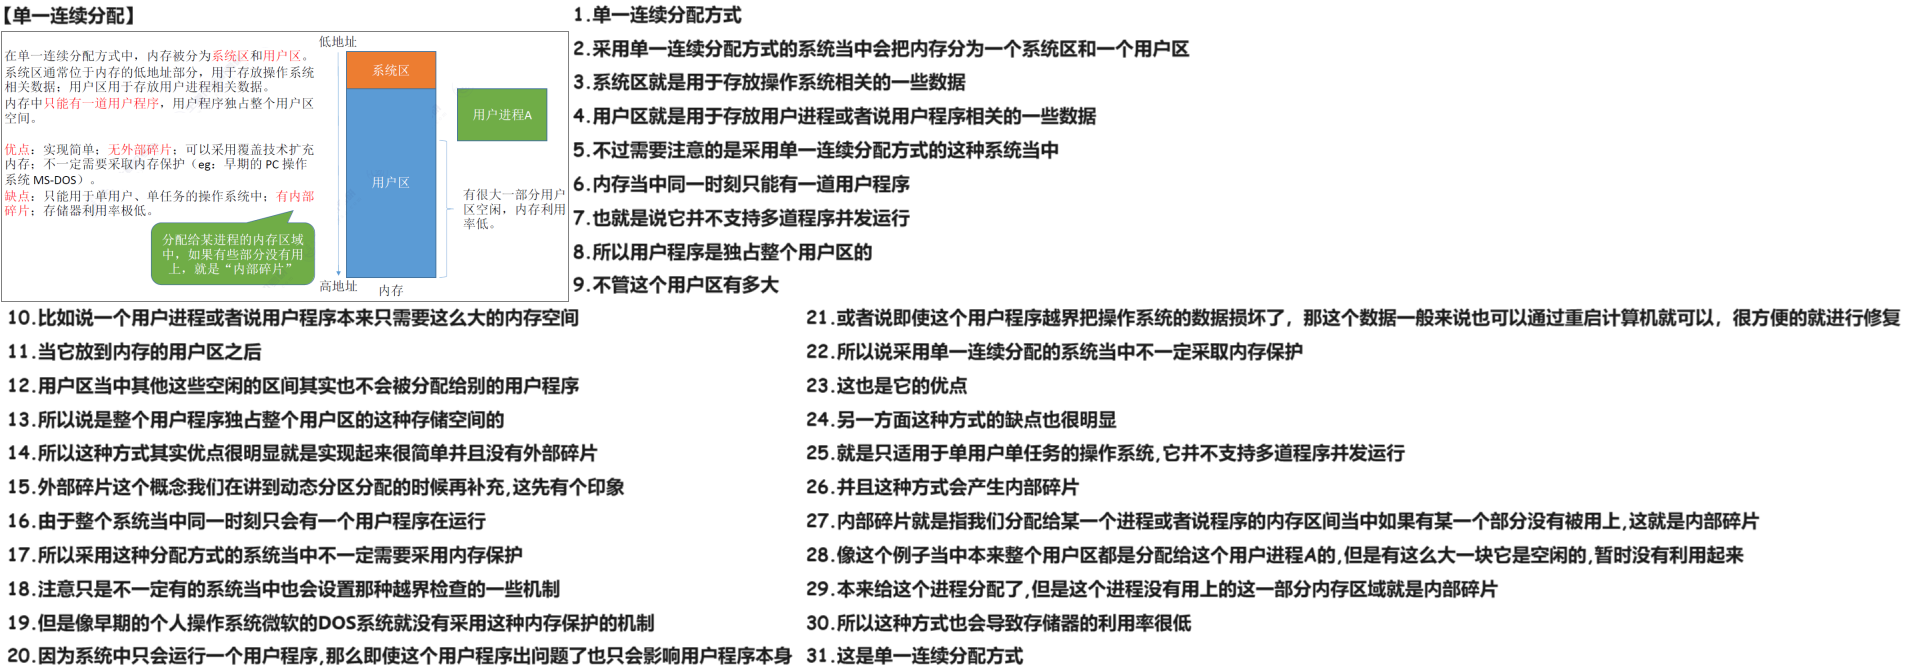 【单一连续分配】
在单一连续分配方式中，内存被分为系统区和用户区。
系统区通常位于内存的低地址部分，用于存放操作系统
相关数据；用户区用于存放用户进程相关数据。
内存中只能有一道用户程序，用户程序独占整个用户区
空间。
优点：实现简单；无外部碎片；可以采用覆盖技术扩充
内存；不一定需要采取内存保护（eg：早期的 PC 操作
系统 MS-DOS）。
缺点：只能用于单用户、单任务的操作系统中；有内部
碎片；存储器利用率极低。
分配给某进程的内存区域
中，如果有些部分没有用
上，就是“内部碎片”
低地址
系统区
用户区
高地址
内存
用户进程A
有很大一部分用户
区空闲，内存利用
率低。
1.单一连续分配方式
2.采用单一连续分配方式的系统当中会把内存分为一个系统区和一个用户区
3.系统区就是用于存放操作系统相关的一些数据
4.用户区就是用于存放用户进程或者说用户程序相关的一些数据
5.不过需要注意的是采用单一连续分配方式的这种系统当中
6.内存当中同一时刻只能有一道用户程序
7.也就是说它并不支持多道程序并发运行
8.所以用户程序是独占整个用户区的
9.不管这个用户区有多大
10.比如说一个用户进程或者说用户程序本来只需要这么大的内存空间
11.当它放到内存的用户区之后
12.用户区当中其他这些空闲的区间其实也不会被分配给别的用户程序
13.所以说是整个用户程序独占整个用户区的这种存储空间的
14.所以这种方式其实优点很明显就是实现起来很简单并且没有外部碎片
15.外部碎片这个概念我们在讲到动态分区分配的时候再补充,这先有个印象
16.由于整个系统当中同一时刻只会有一个用户程序在运行
17.所以采用这种分配方式的系统当中不一定需要采用内存保护
18.注意只是不一定有的系统当中也会设置那种越界检查的一些机制
19.但是像早期的个人操作系统微软的DOS系统就没有采用这种内存保护的机制
20.因为系统中只会运行一个用户程序,那么即使这个用户程序出问题了也只会影响用户程序本身
21.或者说即使这个用户程序越界把操作系统的数据损坏了，那这个数据一般来说也可以通过重启计算机就可以，很方便的就进行修复
22.所以说采用单一连续分配的系统当中不一定采取内存保护
23.这也是它的优点
24.另一方面这种方式的缺点也很明显
25.就是只适用于单用户单任务的操作系统,它并不支持多道程序并发运行
26.并且这种方式会产生内部碎片
27.内部碎片就是指我们分配给某一个进程或者说程序的内存区间当中如果有某一个部分没有被用上,这就是内部碎片
28.像这个例子当中本来整个用户区都是分配给这个用户进程A的,但是有这么大一块它是空闲的,暂时没有利用起来
29.本来给这个进程分配了,但是这个进程没有用上的这一部分内存区域就是内部碎片
30.所以这种方式也会导致存储器的利用率很低
31.这是单一连续分配方式